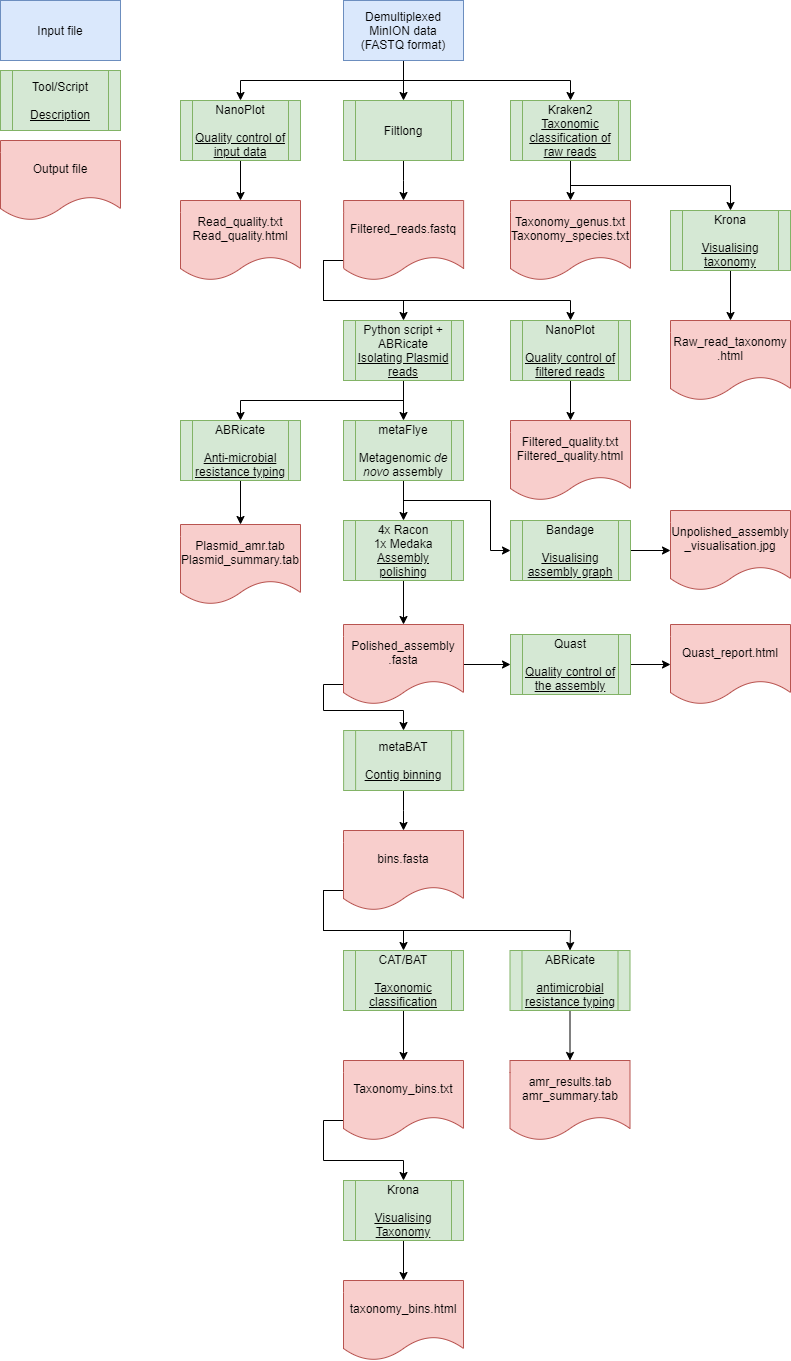 Input file
Demultiplexed
MinION data
(FASTQ format)
Tool/Script
Description
Output file
NanoPlot
Quality control of
input data
Filtlong
Kraken2
Taxonomic
classification of
raw reads
Read_quality.txt
Read_quality.html
Filtered_reads.fastq
Taxonomy_genus.txt
Taxonomy_species.txt
Krona
Visualising
taxonomy
Python script +
ABRicate
Isolating Plasmid
reads
NanoPlot
Quality control of
filtered reads
Raw_read_taxonomy
.html
ABRicate
Anti-microbial
resistance typing
metaFlye
Metagenomic de
novo assembly
Filtered_quality.txt
Filtered_quality.html
Plasmid_amr.tab
Plasmid_summary.tab
4x Racon
1x Medaka
Assembly
polishing
Bandage
Visualising
assembly graph
Unpolished_assembly
_visualisation.jpg
Polished_assembly
.fasta
Quast
Quality control of
the assembly
Quast_report.html
metaBAT
Contig binning
bins.fasta
CAT/BAT
Taxonomic
classification
ABRicate
antimicrobial
resistance typing
Taxonomy_bins.txt
amr_results.tab
amr_summary.tab
Krona
Visualising
Taxonomy
taxonomy_bins.html